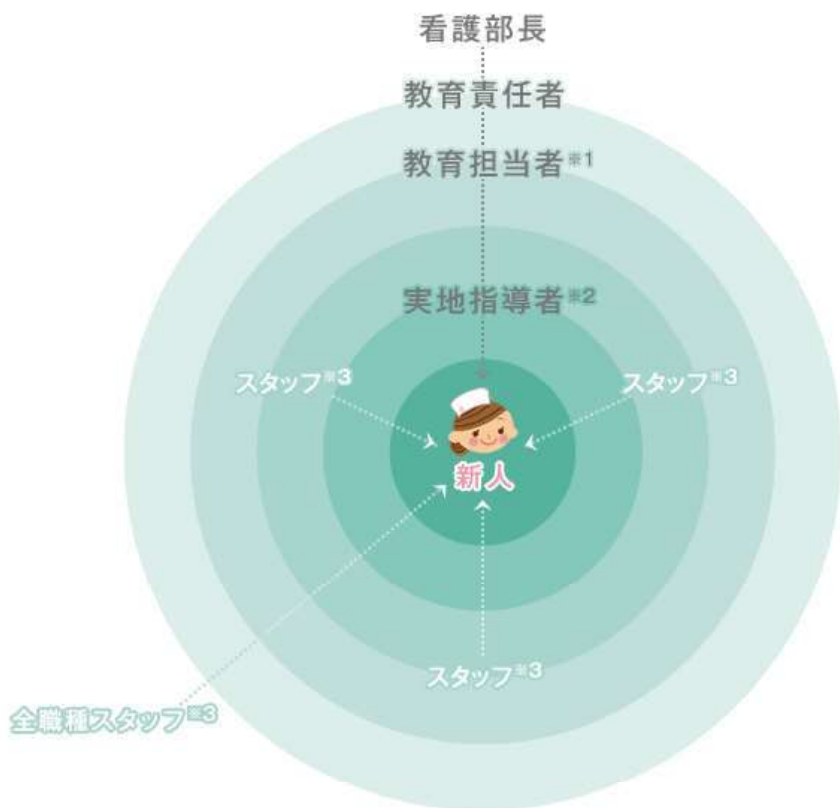 看護部長
教育責任者
教育担当者※1
実地指導者※2
スタッフ※3
スタッフ※3
新人
スタッフ※3
全職種スタッフ※3